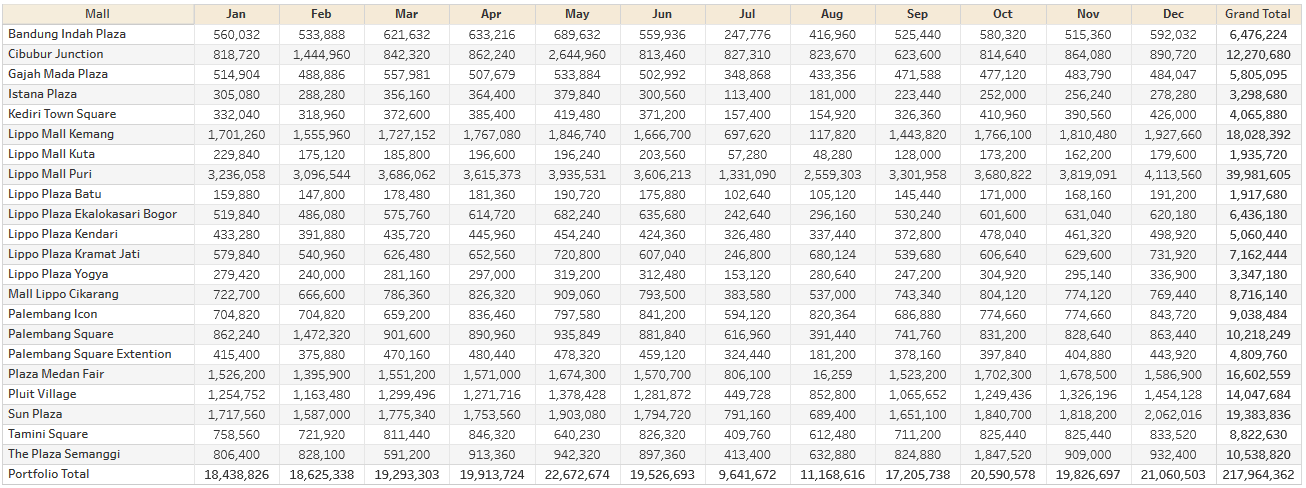 Mall Jan Feb Mar Apr May Jun Jul Aug Sep Oct Nov Dec Grand Total
Bandung Indah Plaza 560,032 533,888 621,632 633,216 689,632 559,936 247,776 416,960 525,440 580,320 515,360 592,032 6,476,224
Cibubur Junction 818,720 1,444,960 842,320 862,240 2,644,960 813,460 827,310 823,670 623,600 814,640 864,080 890,720 12,270,680
Gajah Mada Plaza 514,904 488,886 557,981 507,679 533,884 502,992 348,868 433,356 471,588 477,120 483,790 484,047 5,805,095
Istana Plaza 305,080 288,280 356,160 364,400 379,840 300,560 113,400 181,000 223,440 252,000 256,240 278,280 3,298,680
Kediri Town Square 332,040 318,960 372,600 385,400 419,480 371,200 157,400 154,920 326,360 410,960 390,560 426,000 4,065,880
Lippo Mall Kemang 1,701,260 1,555,960 1,727,152 1,767,080 1,846,740 1,666,700 697,620 117,820 1,443,820 1,766,100 1,810,480 1,927,660 18,028,392
Lippo Mall Kuta 229,840 175,120 185,800 196,600 196,240 203,560 57,280 48,280 128,000 173,200 162,200 179,600 1,935,720
Lippo Mall Puri 3,236,058 3,096,544 3,686,062 3,615,373 3,935,531 3,606,213 1,331,090 2,559,303 3,301,958 3,680,822 3,819,091 4,113,560 39,981,605
Lippo Plaza Batu 159,880 147,800 178,480 181,360 190,720 175,880 102,640 105,120 145,440 171,000 168,160 191,200 1,917,680
Lippo Plaza Ekalokasari Bogor 519,840 486,080 575,760 614,720 682,240 635,680 242,640 296,160 530,240 601,600 631,040 620,180 6,436,180
Lippo Plaza Kendari 433,280 391,880 435,720 445,960 454,240 424,360 326,480 337,440 372,800 478,040 461,320 498,920 5,060,440
Lippo Plaza Kramat Jati 579,840 540,960 626,480 652,560 720,800 607,040 246,800 680,124 539,680 606,640 629,600 731,920 7,162,444
Lippo Plaza Yogya 279,420 240,000 281,160 297,000 319,200 312,480 153,120 280,640 247,200 304,920 295,140 336,900 3,347,180
Mall Lippo Cikarang 722,700 666,600 786,360 826,320 909,060 793,500 383,580 537,000 743,340 804,120 774,120 769,440 8,716,140
Palembang Icon 704,820 704,820 659,200 836,460 797,580 841,200 594,120 820,364 686,880 774,660 774,660 843,720 9,038,484
Palembang Square 862,240 1,472,320 901,600 890,960 935,849 881,840 616,960 391,440 741,760 831,200 828,640 863,440 10,218,249
Palembang Square Extention 415,400 375,880 470,160 480,440 478,320 459,120 324,440 181,200 378,160 397,840 404,880 443,920 4,809,760
Plaza Medan Fair 1,526,200 1,395,900 1,551,200 1,571,000 1,674,300 1,570,700 806,100 16,259 1,523,200 1,702,300 1,678,500 1,586,900 16,602,559
Pluit Village 1,254,752 1,163,480 1,299,496 1,271,716 1,378,428 1,281,872 449,728 852,800 1,065,652 1,249,436 1,326,196 1,454,128 14,047,684
Sun Plaza 1,717,560 1,587,000 1,775,340 1,753,560 1,903,080 1,794,720 791,160 689,400 1,651,100 1,840,700 1,818,200 2,062,016 19,383,836
Tamini Square 758,560 721,920 811,440 846,320 640,230 826,320 409,760 612,480 711,200 825,440 825,440 833,520 8,822,630
The Plaza Semanggi 806,400 828,100 591,200 913,360 942,320 897,360 413,400 632,880 824,880 1,847,520 909,000 932,400 10,538,820
Portfolio Total 18,438,826 18,625,338 19,293,303 19,913,724 22,672,674 19,526,693 9,641,672 11,168,616 17,205,738 20,590,578 19,826,697 21,060,503 217,964,362